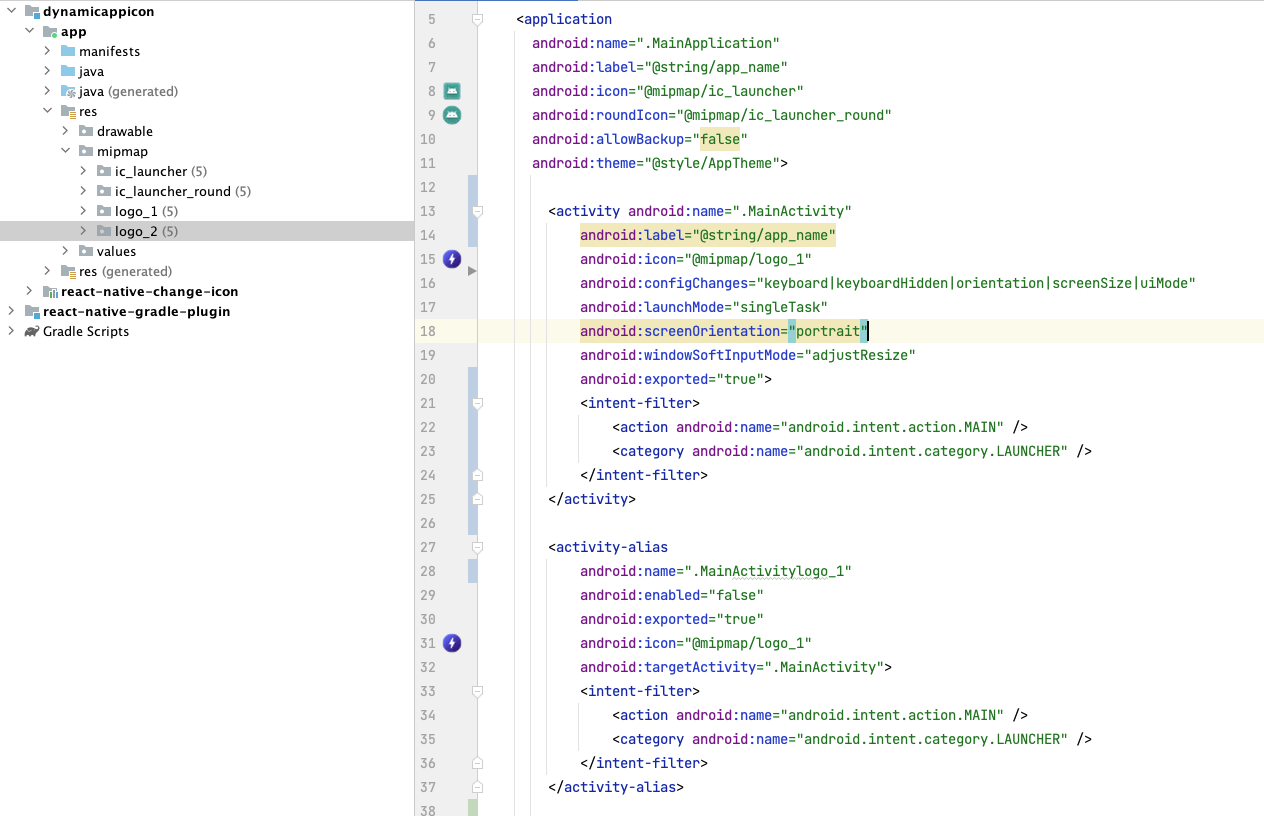 dynamicappicon
app
manifests
java
java (generated)
res
drawable
mipmap
ic_launcher (5)
ic_launcher_round (5)
logo_1 (5)
logo_2 (5)
values
res (generated)
react-native-change-icon
react-native-gradle-plugin
Gradle Scripts
5 <application
6 android:name=".MainApplication"
7 android:label="@string/app_name"
8 android:icon="@mipmap/ic_launcher"
9 android:roundIcon="@mipmap/ic_launcher_round"
10 android:allowBackup="false"
11 android:theme="@style/AppTheme">
12
13 <activity android:name=".MainActivity"
14 android:label="@string/app_name"
15 android:icon="@mipmap/logo_1"
16 android:configChanges="keyboard|keyboardHidden|orientation|screenSize|uiMode"
17 android:launchMode="singleTask"
18 android:screenOrientation="portrait"
19 android:windowSoftInputMode="adjustResize"
20 android:exported="true">
21 <intent-filter>
22 <action android:name="android.intent.action.MAIN" />
23 <category android:name="android.intent.category.LAUNCHER" />
24 </intent-filter>
25 </activity>
26
27 <activity-alias
28 android:name=".MainActivitylogo_1"
29 android:enabled="false"
30 android:exported="true"
31 android:icon="@mipmap/logo_1"
32 android:targetActivity=".MainActivity">
33 <intent-filter>
34 <action android:name="android.intent.action.MAIN" />
35 <category android:name="android.intent.category.LAUNCHER" />
36 </intent-filter>
37 </activity-alias>
38